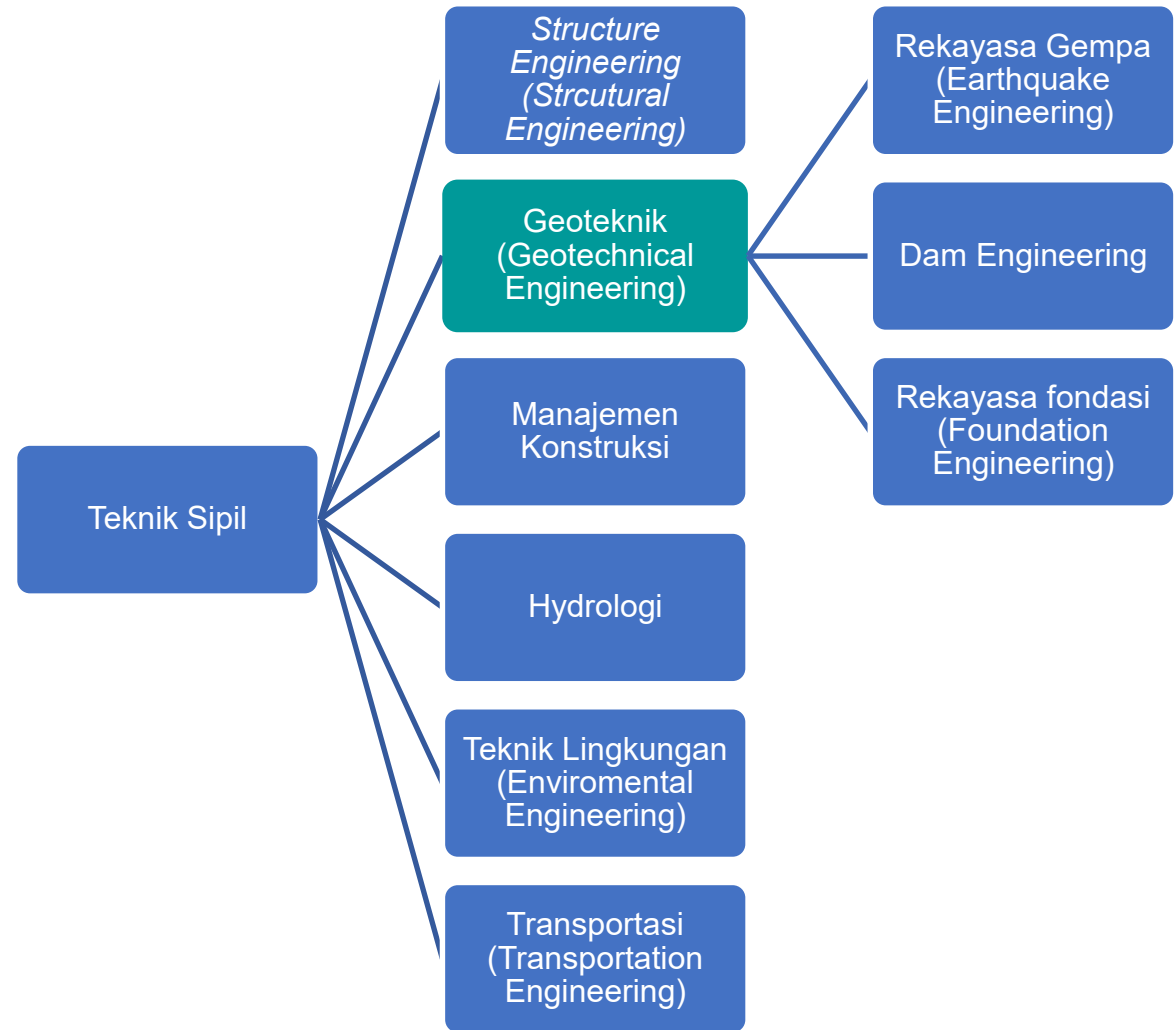 Teknik Sipil
Structure
Engineering
(Strcutural
Engineering)
Geoteknik
(Geotechnical
Engineering)
Manajemen
Konstruksi
Hydrologi
Teknik Lingkungan
(Enviromental
Engineering)
Transportasi
(Transportation
Engineering)
Rekayasa Gempa
(Earthquake
Engineering)
Dam Engineering
Rekayasa fondasi
(Foundation
Engineering)